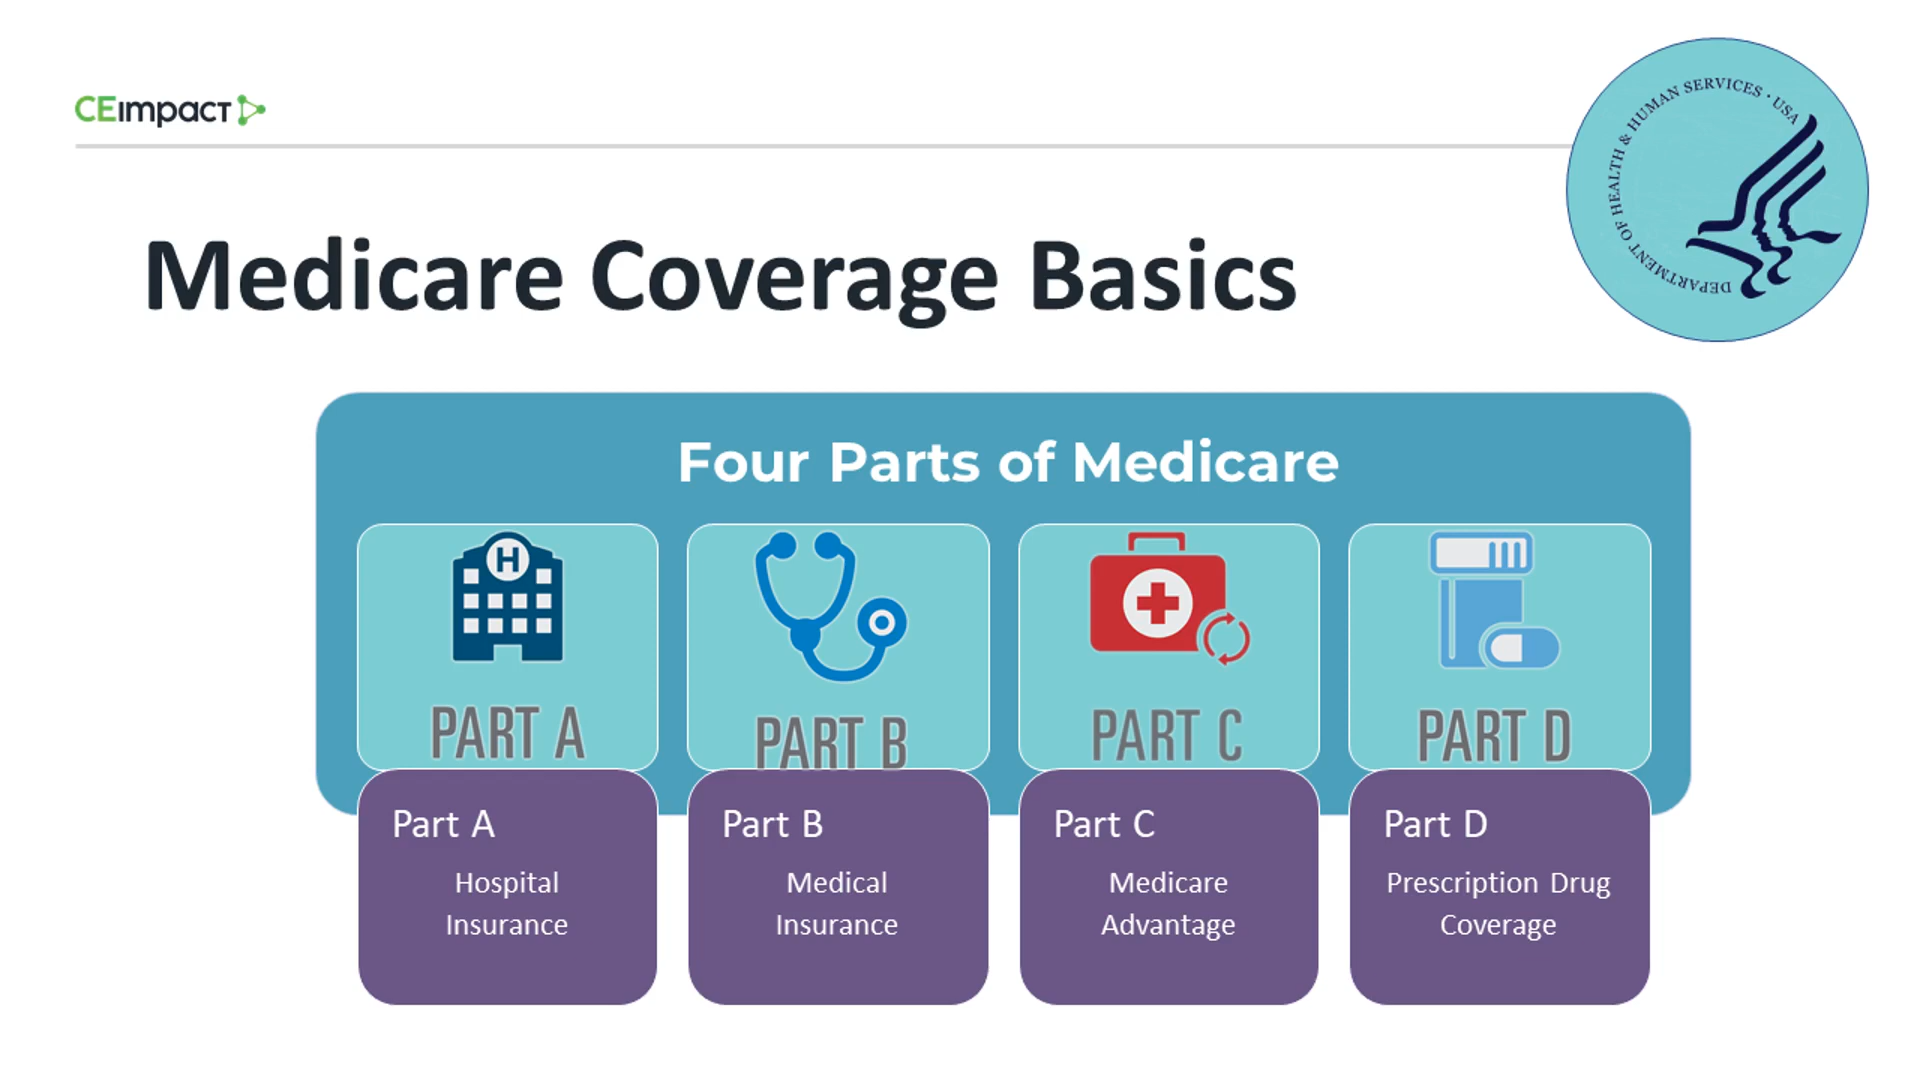 CEimpact
DEPARTMENT OF HEALTH & HUMAN SERVICES · USA
Medicare Coverage Basics
Four Parts of Medicare
H
PART A
PART B
PART C
PART D
Part A
Hospital
Insurance
Part B
Medical
Insurance
Part C
Medicare
Advantage
Part D
Prescription Drug
Coverage